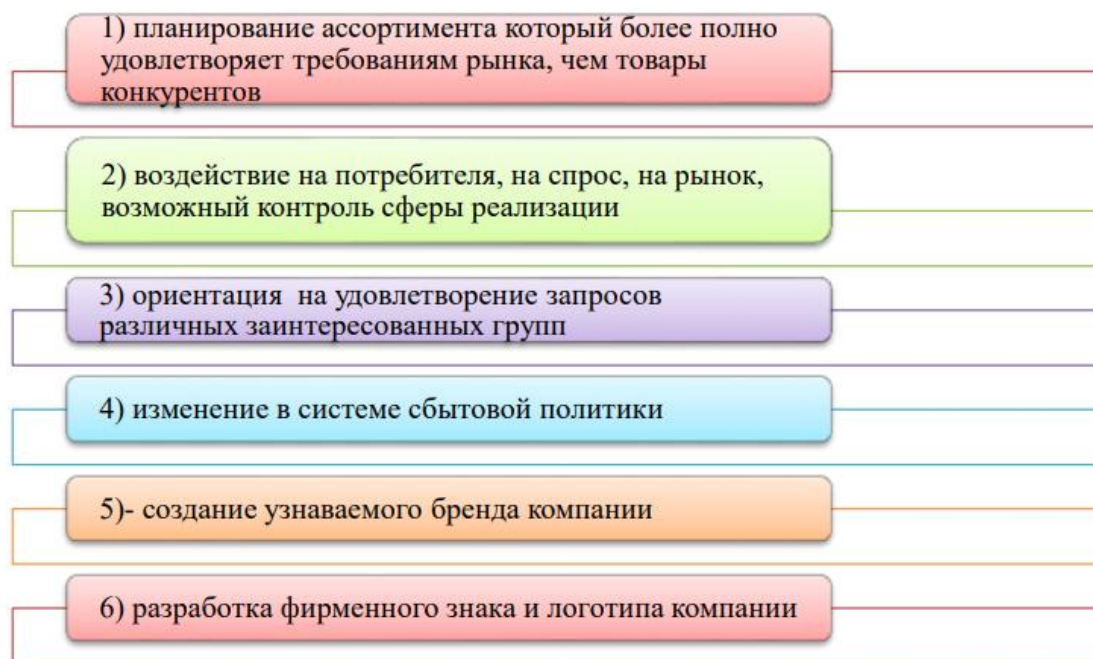 1) планирование ассортимента который более полно
удовлетворяет требованиям рынка, чем товары
конкурентов
2) воздействие на потребителя, на спрос, на рынок,
возможный контроль сферы реализации
3) ориентация  на удовлетворение запросов
различных заинтересованных групп
4) изменение в системе сбытовой политики
5)- создание узнаваемого бренда компании
6) разработка фирменного знака и логотипа компании